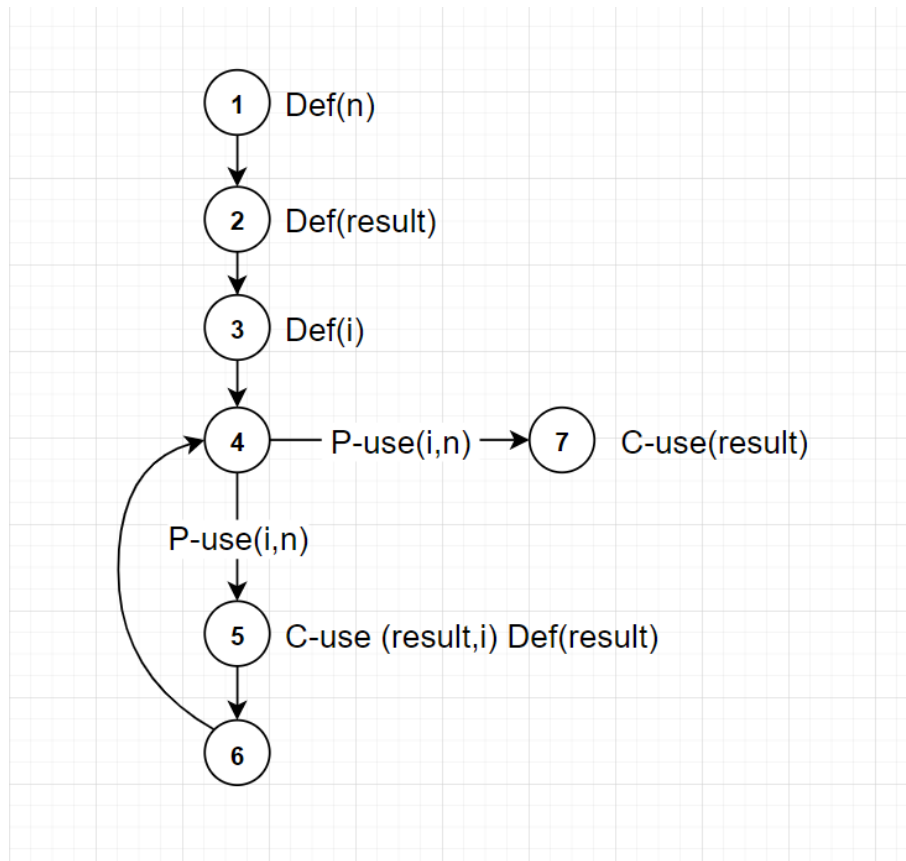 1 Def(n)
2 Def(result)
3 Def(i)
4 P-use(i,n) 7 C-use(result)
P-use(i,n)
5 C-use (result,i) Def(result)
6